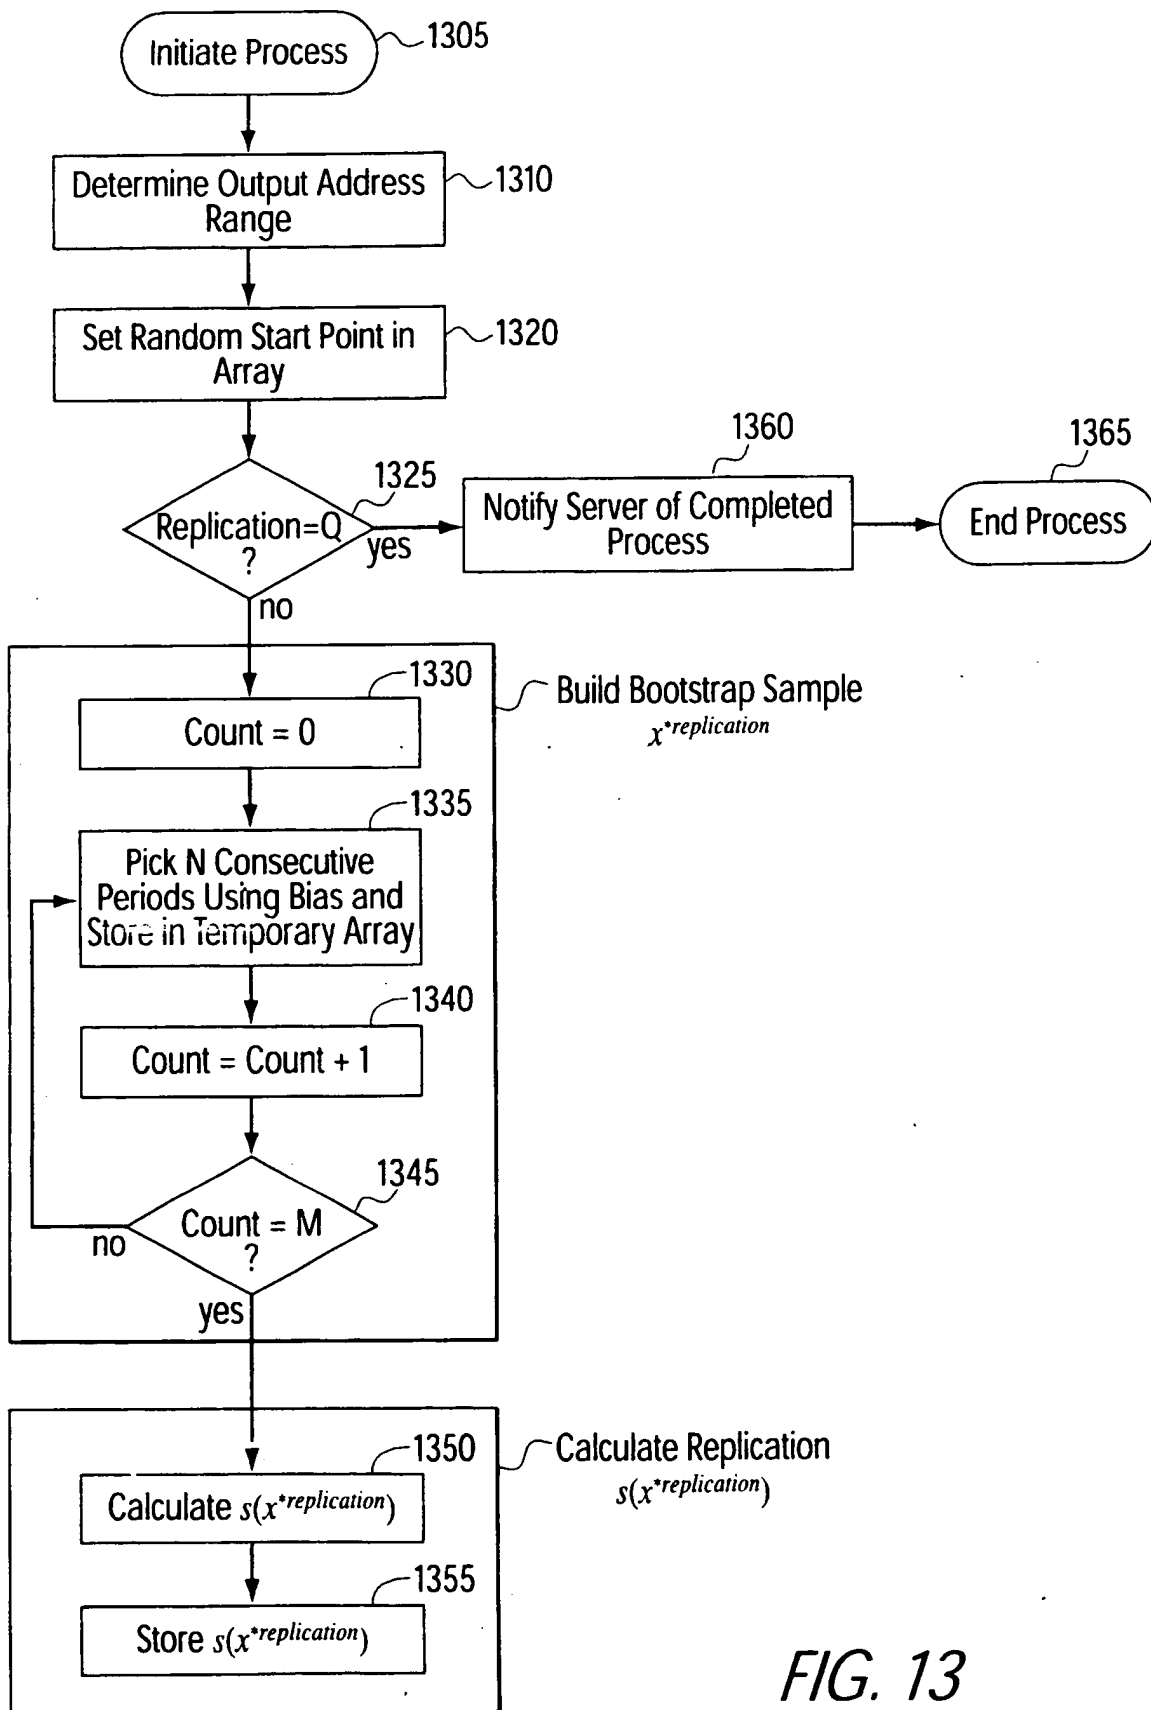 Initiate Process
1305
Determine Output Address
Range
1310
Set Random Start Point in
Array
1320
Replication=Q
?
1325
yes
no
1360
Notify Server of Completed
Process
1365
End Process
Build Bootstrap Sample
x*replication
1330
Count = 0
1335
Pick N Consecutive
Periods Using Bias and
Store in Temporary Array
1340
Count = Count + 1
1345
Count = M
?
no
yes
Calculate Replication
s(x*replication)
1350
Calculate s(x*replication)
1355
Store s(x*replication)
FIG. 13